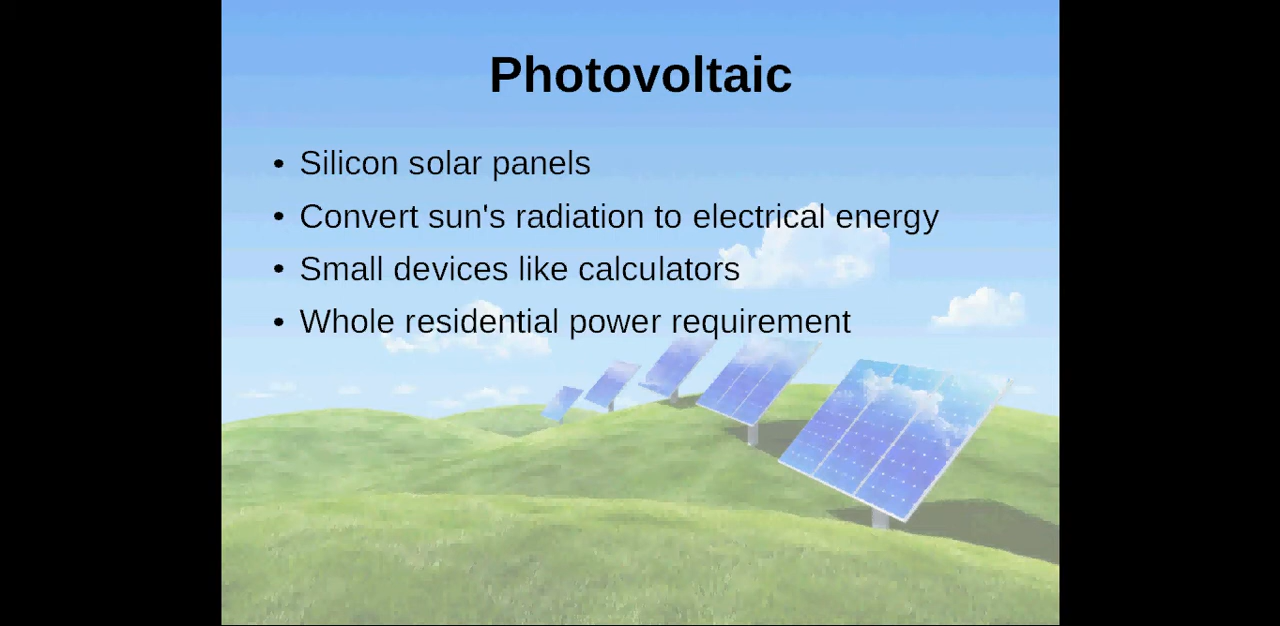 Photovoltaic
• Silicon solar panels
• Convert sun's radiation to electrical energy
• Small devices like calculators
• Whole residential power requirement